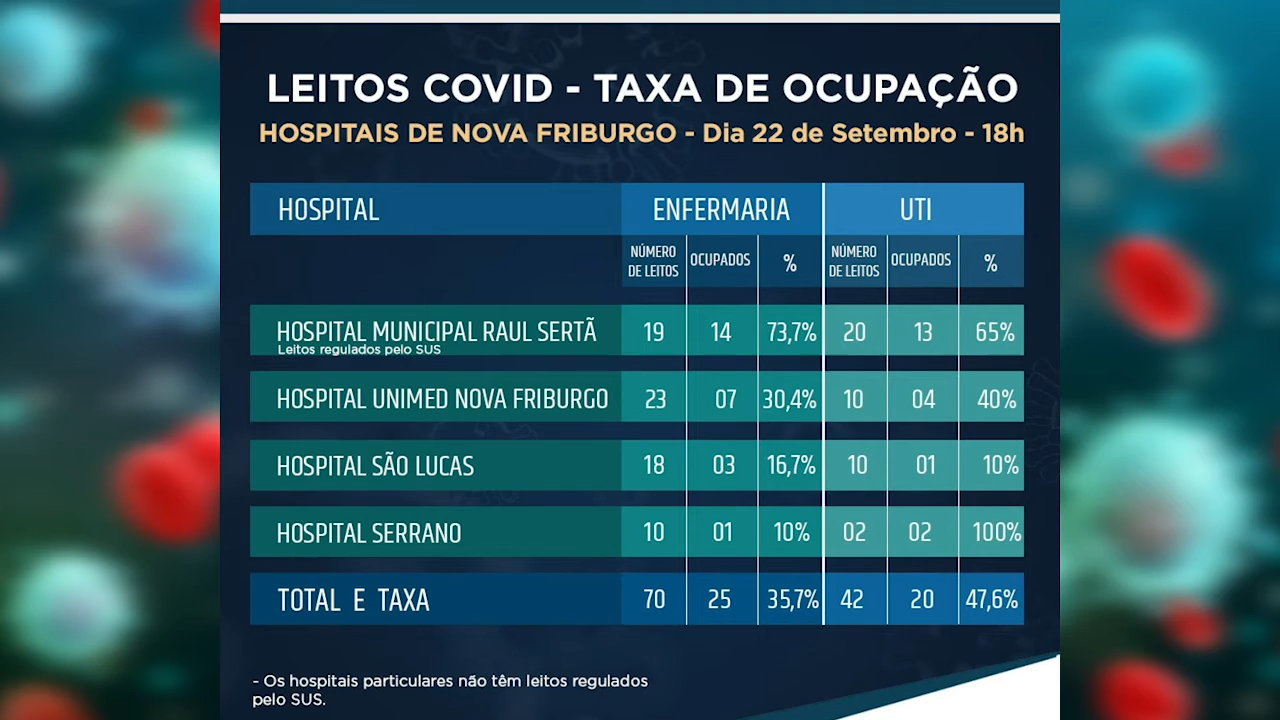 LEITOS COVID - TAXA DE OCUPAÇÃO
HOSPITAIS DE NOVA FRIBURGO - Dia 22 de Setembro - 18h
HOSPITAL ENFERMARIA UTI
NÚMERO DE LEITOS OCUPADOS % NÚMERO DE LEITOS OCUPADOS %
HOSPITAL MUNICIPAL RAUL SERTÃ 19 14 73,7% 20 13 65%
Leitos regulados pelo SUS
HOSPITAL UNIMED NOVA FRIBURGO 23 07 30,4% 10 04 40%
HOSPITAL SÃO LUCAS 18 03 16,7% 10 01 10%
HOSPITAL SERRANO 10 01 10% 02 02 100%
TOTAL E TAXA 70 25 35,7% 42 20 47,6%
- Os hospitais particulares não têm leitos regulados
pelo SUS.